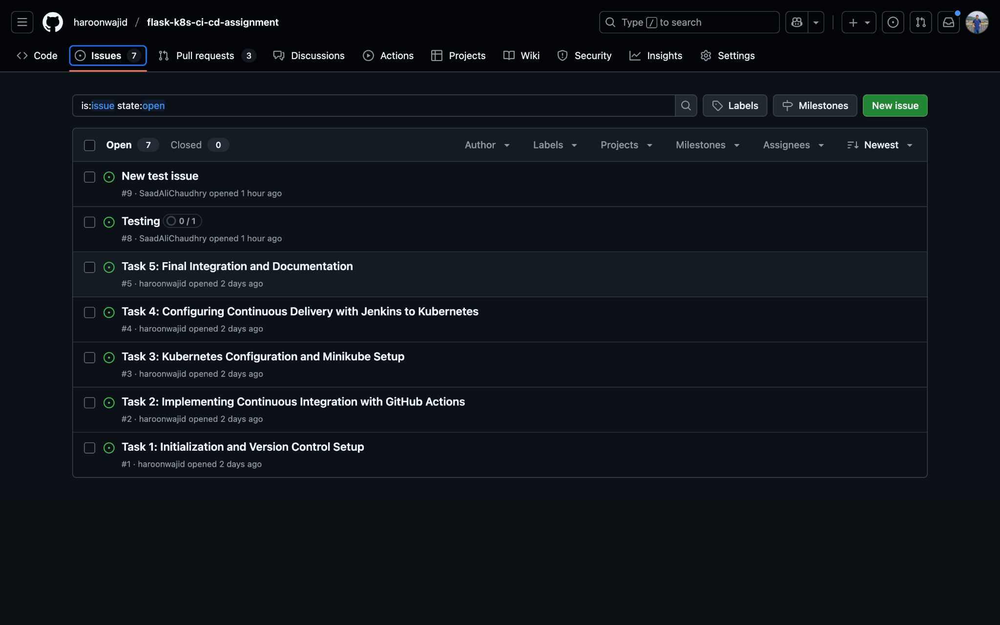 haroonwajid / flask-k8s-ci-cd-assignment
Type / to search
Code
Issues 7
Pull requests 3
Discussions
Actions
Projects
Wiki
Security
Insights
Settings
is:issue state:open
Labels
Milestones
New issue
Open 7 Closed 0
Author Labels Projects Milestones Assignees Newest
New test issue
#9 · SaadAliChaudhry opened 1 hour ago
Testing 0 / 1
#8 · SaadAliChaudhry opened 1 hour ago
Task 5: Final Integration and Documentation
#5 · haroonwajid opened 2 days ago
Task 4: Configuring Continuous Delivery with Jenkins to Kubernetes
#4 · haroonwajid opened 2 days ago
Task 3: Kubernetes Configuration and Minikube Setup
#3 · haroonwajid opened 2 days ago
Task 2: Implementing Continuous Integration with GitHub Actions
#2 · haroonwajid opened 2 days ago
Task 1: Initialization and Version Control Setup
#1 · haroonwajid opened 2 days ago